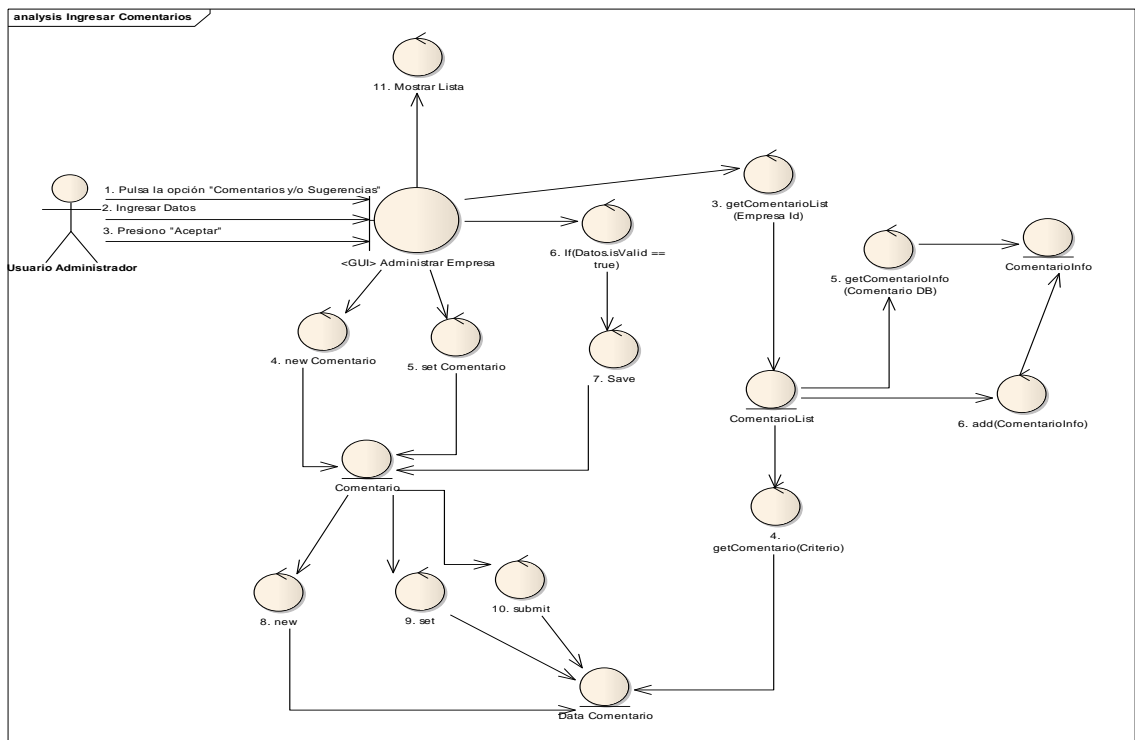 analysis Ingresar Comentarios
11. Mostrar Lista
1. Pulsa la opción "Comentarios y/o Sugerencias"
2. Ingresar Datos
3. Presiono "Aceptar"
Usuario Administrador
<GUI> Administrar Empresa
3. getComentarioList
(Empresa Id)
6. If(Datos.isValid ==
true)
5. getComentarioInfo
(Comentario DB)
ComentarioInfo
4. new Comentario
5. set Comentario
7. Save
ComentarioList
6. add(ComentarioInfo)
Comentario
4.
getComentario(Criterio)
8. new
9. set
10. submit
Data Comentario